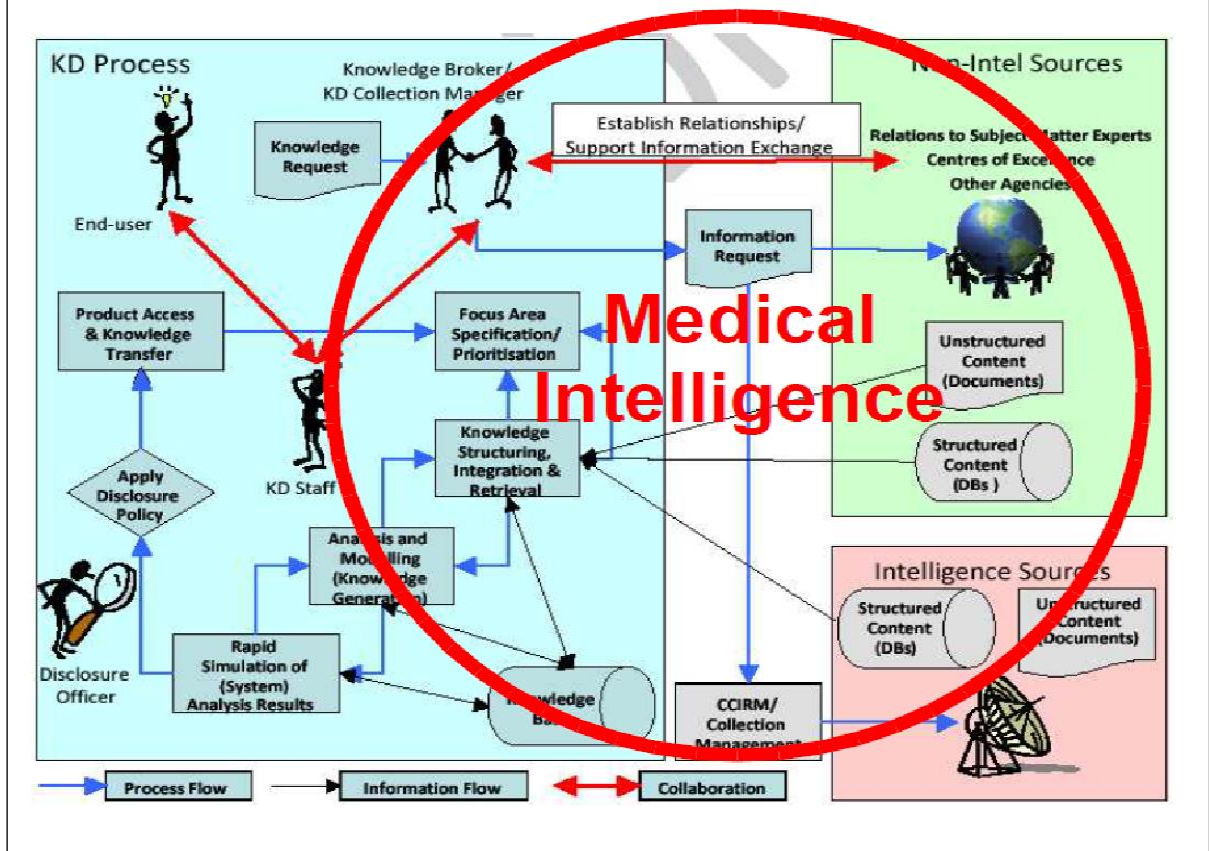 KD Process
Knowledge Broker/
KD Collection Manager
Knowledge
Request
End-user
Establish Relationships/
Support Information Exchange
Non-Intel Sources
Relations to Subject Matter Experts
Centres of Excellence
Other Agencies
Information
Request
Product Access
& Knowledge
Transfer
Focus Area
Specification/
Prioritisation
Medical
Intelligence
Unstructured
Content
(Documents)
Knowledge
Structuring,
Integration &
Retrieval
Structured
Content
(DBs )
KD Staff
Apply
Disclosure
Policy
Analysis and
Modelling
(Knowledge
Generation)
Intelligence Sources
Structured
Content
(DBs)
Unstructured
Content
(Documents)
Disclosure
Officer
Rapid
Simulation of
(System)
Analysis Results
Knowledge
Base
CCIRM/
Collection
Management
Process Flow
Information Flow
Collaboration